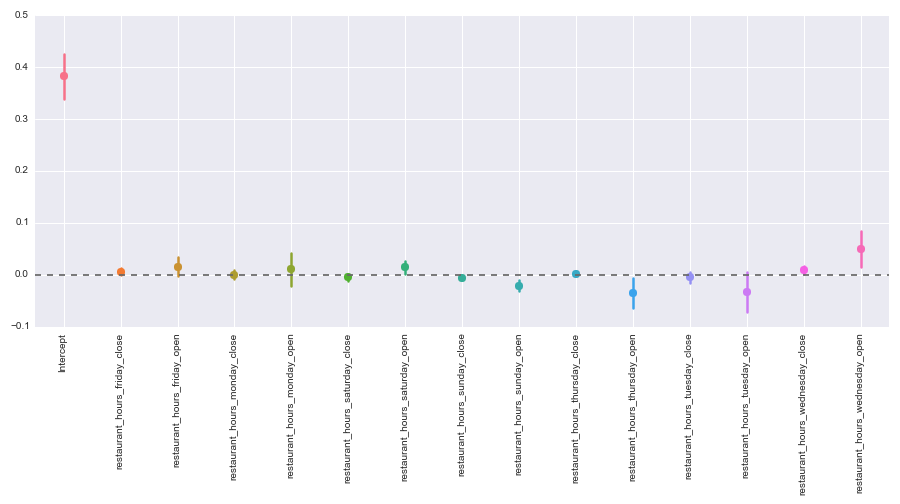 0.5
0.4
0.3
0.2
0.1
0.0
−0.1
Intercept
restaurant_hours_friday_close
restaurant_hours_friday_open
restaurant_hours_monday_close
restaurant_hours_monday_open
restaurant_hours_saturday_close
restaurant_hours_saturday_open
restaurant_hours_sunday_close
restaurant_hours_sunday_open
restaurant_hours_thursday_close
restaurant_hours_thursday_open
restaurant_hours_tuesday_close
restaurant_hours_tuesday_open
restaurant_hours_wednesday_close
restaurant_hours_wednesday_open